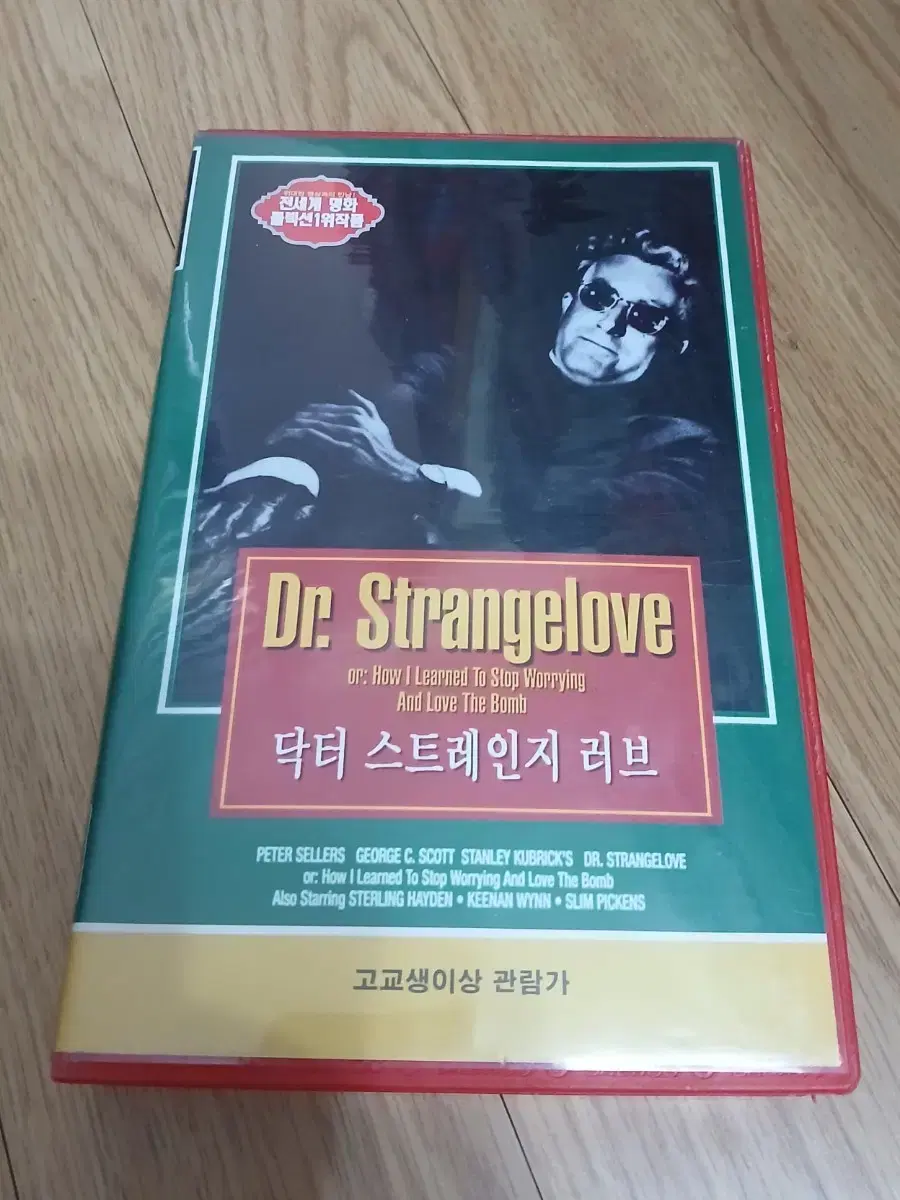 전세계 영화
콜렉션1위작품
Dr. Strangelove
or: How I Learned To Stop Worrying
And Love The Bomb
닥터 스트레인지 러브
PETER SELLERS GEORGE C. SCOTT STANLEY KUBRICK'S DR. STRANGELOVE
or: How I Learned To Stop Worrying And Love The Bomb
Also Starring STERLING HAYDEN • KEENAN WYNN • SLIM PICKENS
고교생이상 관람가